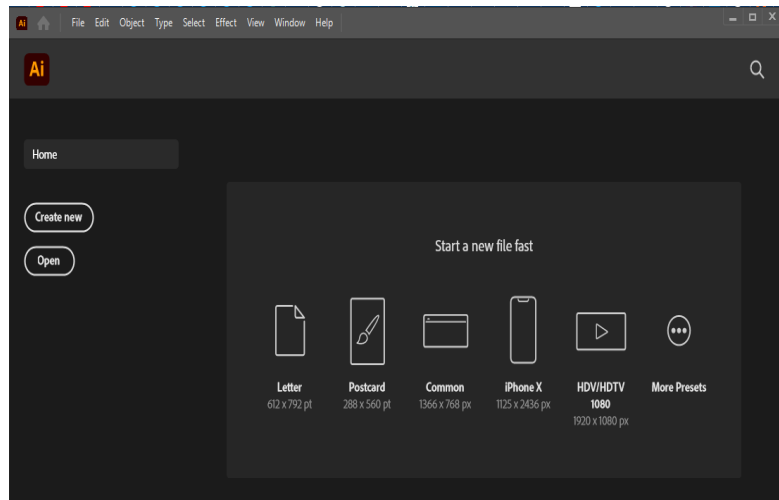 Ai File Edit Object Type Select Effect View Window Help
Ai
Home
Create new
Open
Start a new file fast
Letter
612 x 792 pt
Postcard
288 x 560 pt
Common
1366 x 768 px
iPhone X
1125 x 2436 px
HDV/HDTV
1080
1920 x 1080 px
More Presets